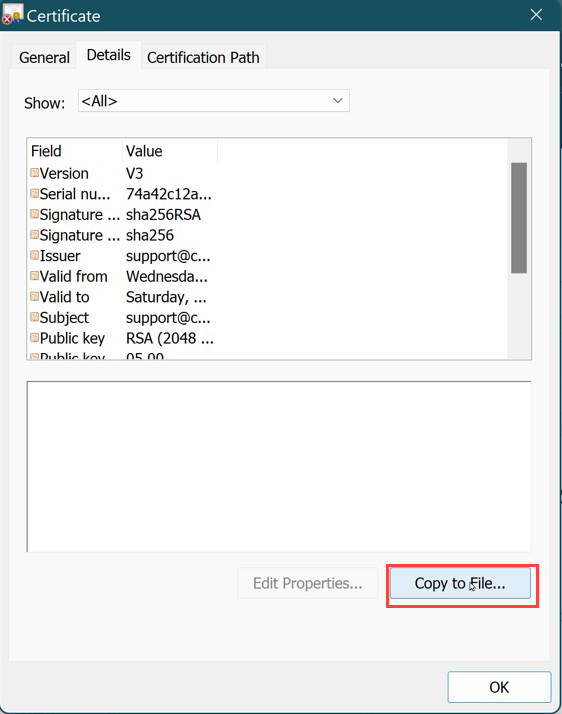 Certificate
General Details Certification Path
Show: <All>
Field Value
Version V3
Serial nu... 74a42c12a...
Signature ... sha256RSA
Signature ... sha256
Issuer support@c...
Valid from Wednesda...
Valid to Saturday, ...
Subject support@c...
Public key RSA (2048 ...
Public key 05 00
Edit Properties... Copy to File...
OK